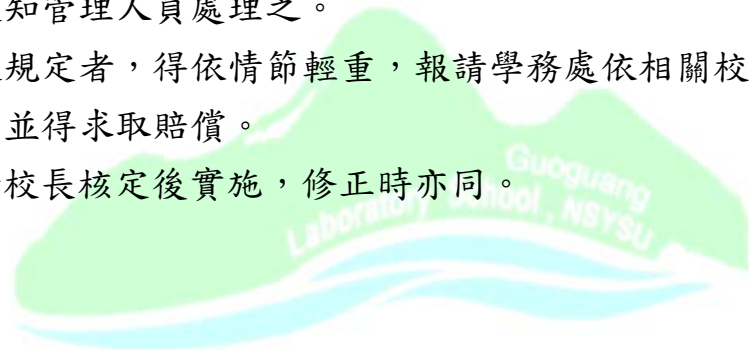 知管理人員處理之。
規定者，得依情節輕重，報請學務處依相關校
並得求取賠償。
校長核定後實施，修正時亦同。
Guoguang
Laboratory School , NSYSU